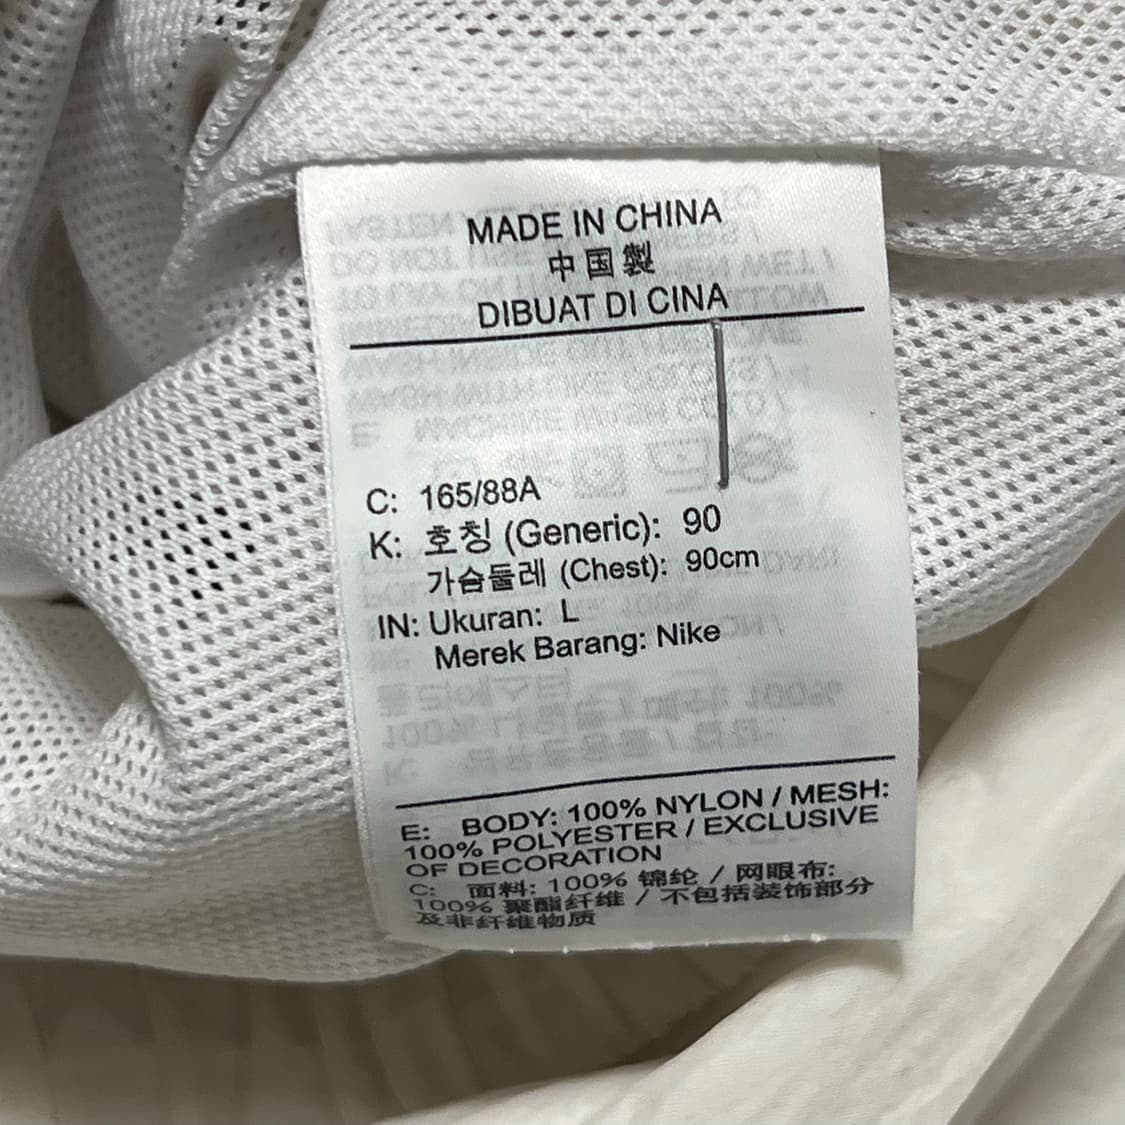 MADE IN CHINA
中国製
DIBUAT DI CINA
C: 165/88A
K: 호칭 (Generic): 90
가슴둘레 (Chest): 90cm
IN: Ukuran: L
Merek Barang: Nike
E: BODY: 100% NYLON / MESH:
100% POLYESTER / EXCLUSIVE
OF DECORATION
C: 面料: 100% 锦纶 / 网眼布:
100% 聚酯纤维 / 不包括装饰部分
及非纤维物质